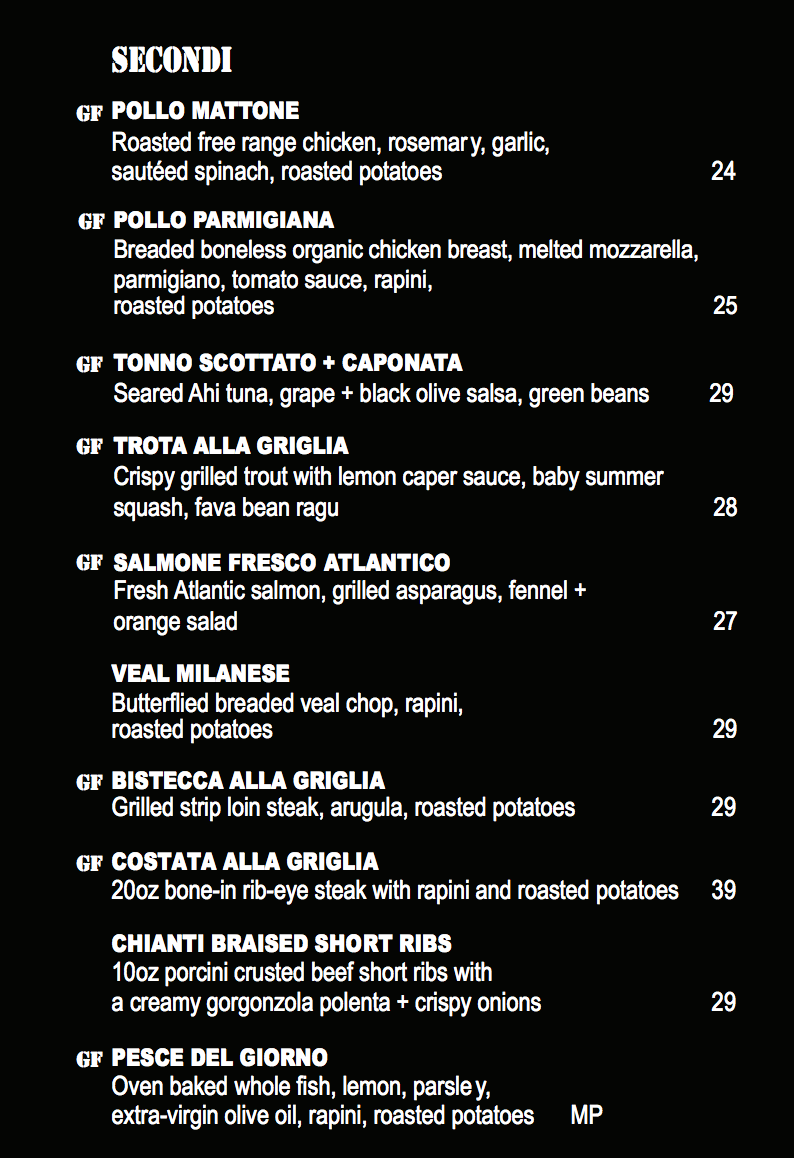 SECONDI
GF POLLO MATTONE
Roasted free range chicken, rosemary, garlic,
sautéed spinach, roasted potatoes 24
GF POLLO PARMIGIANA
Breaded boneless organic chicken breast, melted mozzarella,
parmigiano, tomato sauce, rapini,
roasted potatoes 25
GF TONNO SCOTTATO + CAPONATA
Seared Ahi tuna, grape + black olive salsa, green beans 29
GF TROTA ALLA GRIGLIA
Crispy grilled trout with lemon caper sauce, baby summer
squash, fava bean ragu 28
GF SALMONE FRESCO ATLANTICO
Fresh Atlantic salmon, grilled asparagus, fennel +
orange salad 27
VEAL MILANESE
Butterflied breaded veal chop, rapini,
roasted potatoes 29
GF BISTECCA ALLA GRIGLIA
Grilled strip loin steak, arugula, roasted potatoes 29
GF COSTATA ALLA GRIGLIA
20oz bone-in rib-eye steak with rapini and roasted potatoes 39
CHIANTI BRAISED SHORT RIBS
10oz porcini crusted beef short ribs with
a creamy gorgonzola polenta + crispy onions 29
GF PESCE DEL GIORNO
Oven baked whole fish, lemon, parsley,
extra-virgin olive oil, rapini, roasted potatoes MP